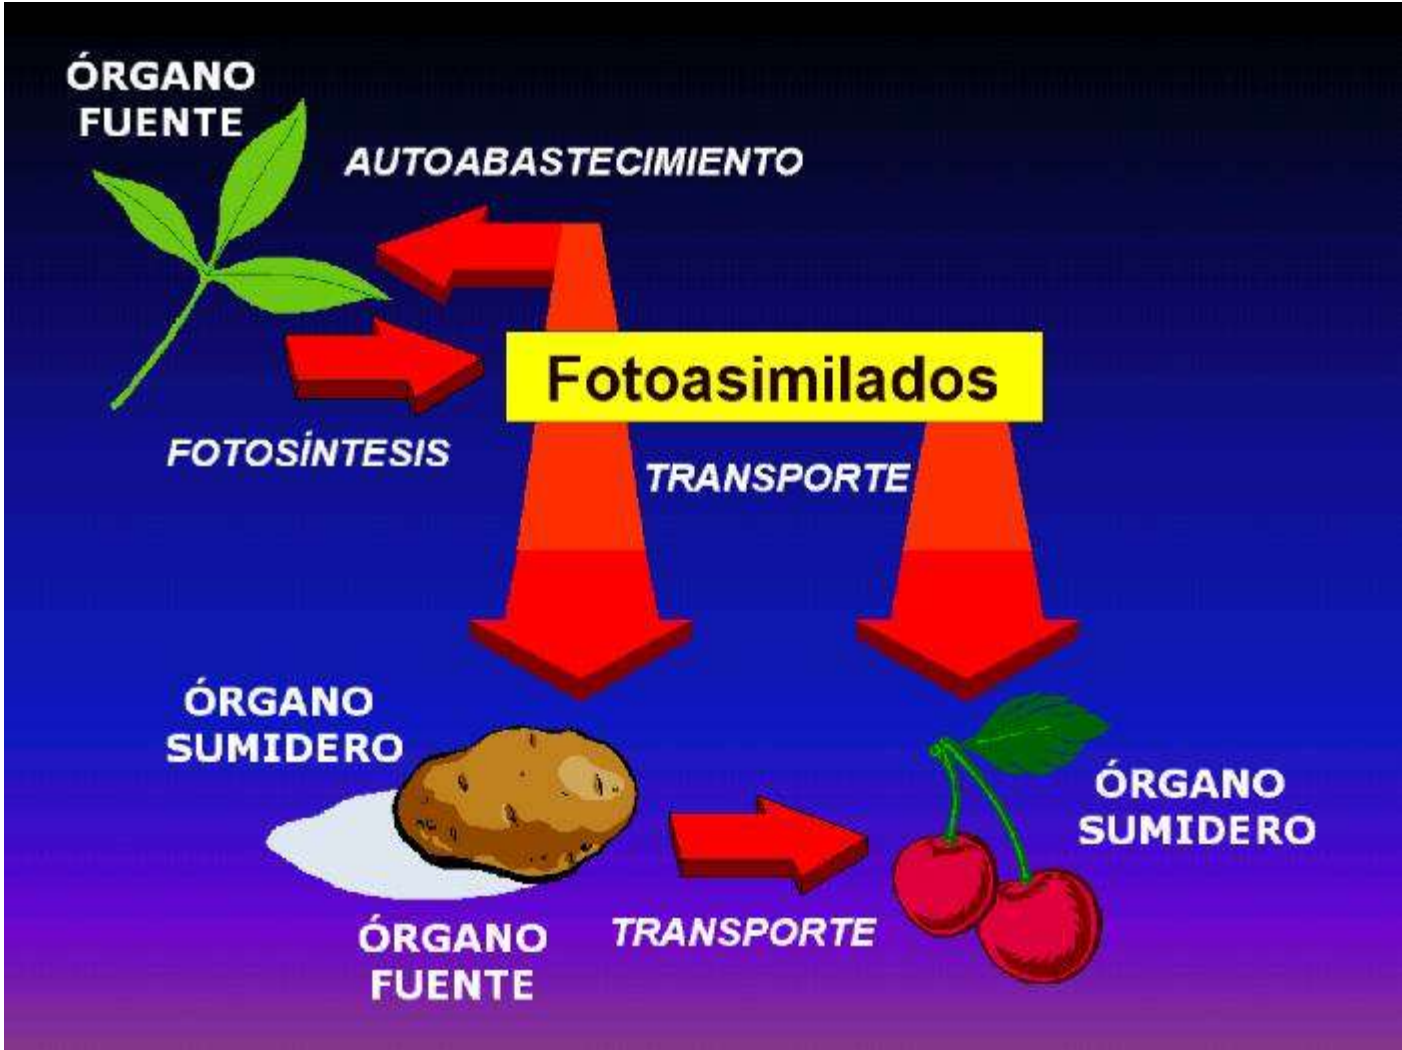 ÓRGANO
FUENTE
AUTOABASTECIMIENTO
Fotoasimilados
FOTOSÍNTESIS
TRANSPORTE
ÓRGANO
SUMIDERO
ÓRGANO
SUMIDERO
ÓRGANO
FUENTE
TRANSPORTE